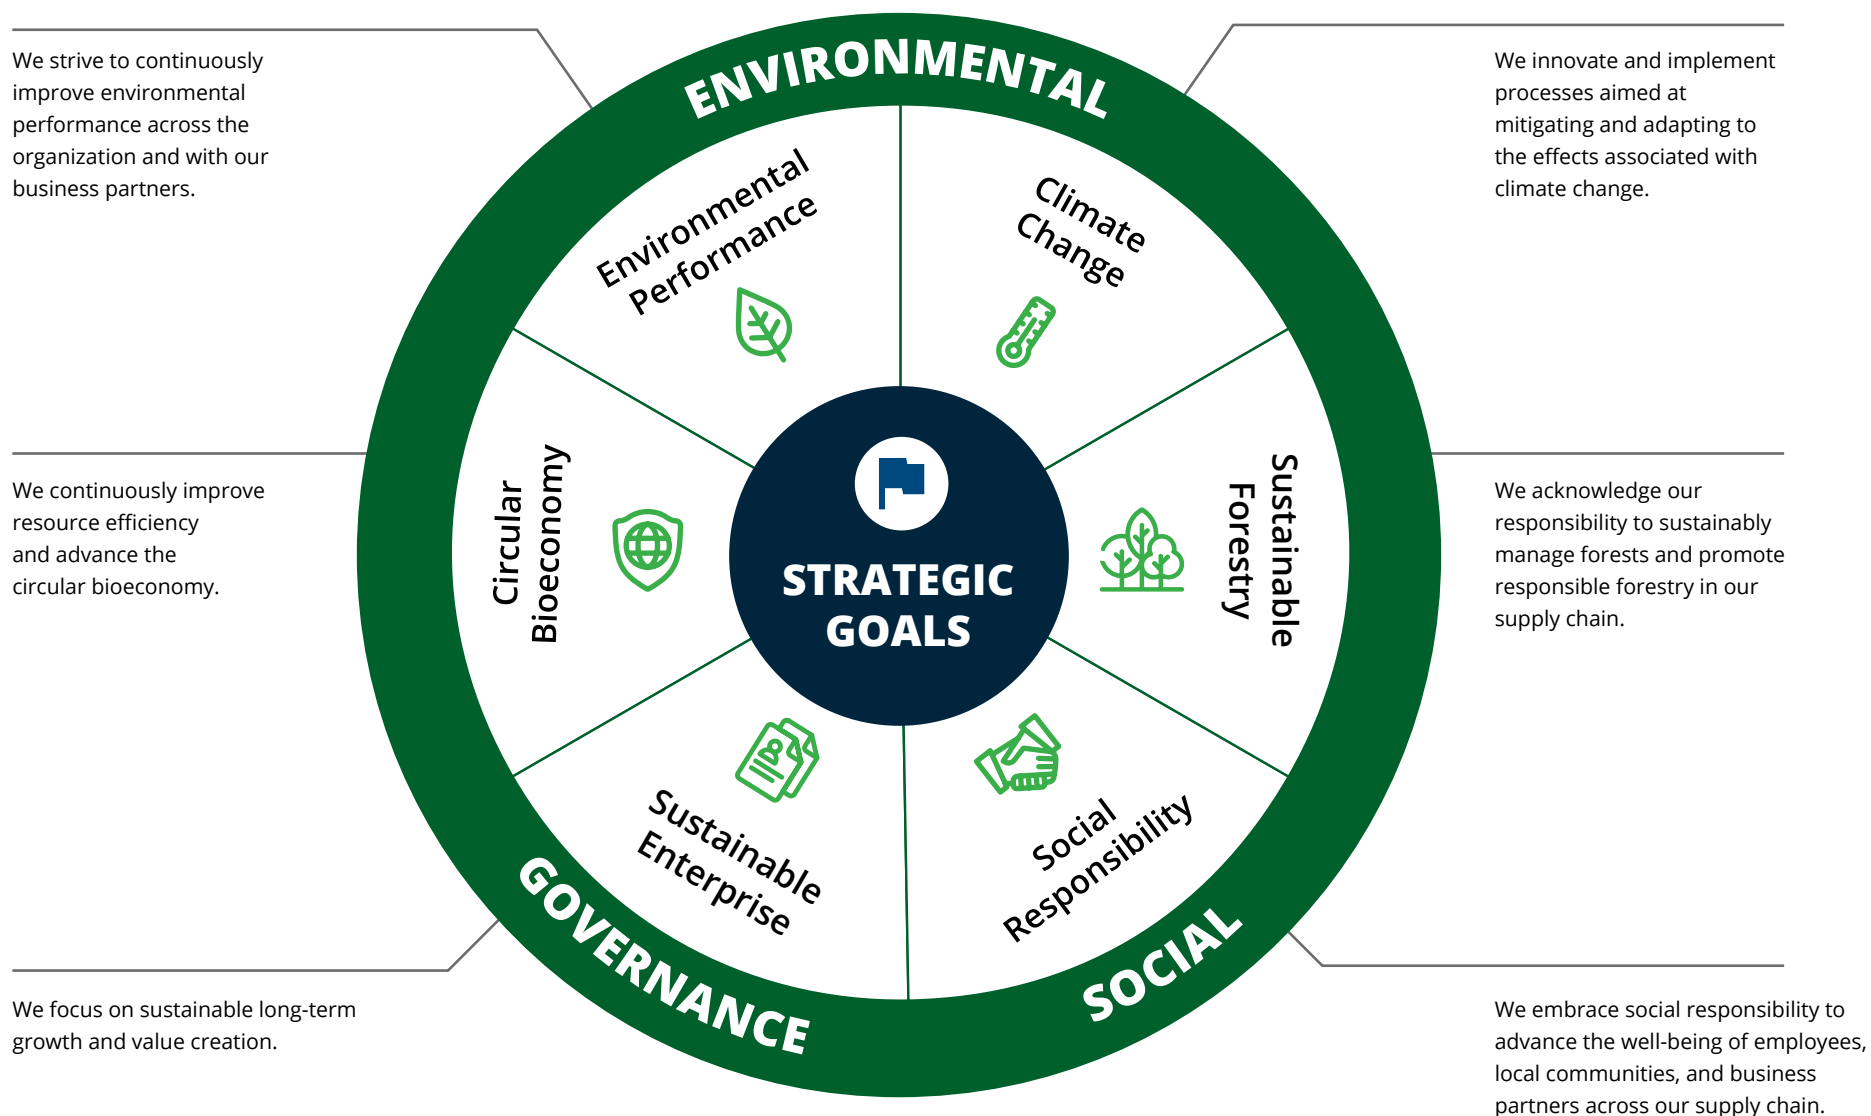 ENVIRONMENTAL
We strive to continuously
improve environmental
performance across the
organization and with our
business partners.
We innovate and implement
processes aimed at
mitigating and adapting to
the effects associated with
climate change.
Environmental
Performance
Climate
Change
We continuously improve
resource efficiency
and advance the
circular bioeconomy.
Circular
Bioeconomy
STRATEGIC
GOALS
Sustainable
Forestry
We acknowledge our
responsibility to sustainably
manage forests and promote
responsible forestry in our
supply chain.
Sustainable
Enterprise
Social
Responsibility
GOVERNANCE
SOCIAL
We focus on sustainable long-term
growth and value creation.
We embrace social responsibility to
advance the well-being of employees,
local communities, and business
partners across our supply chain.